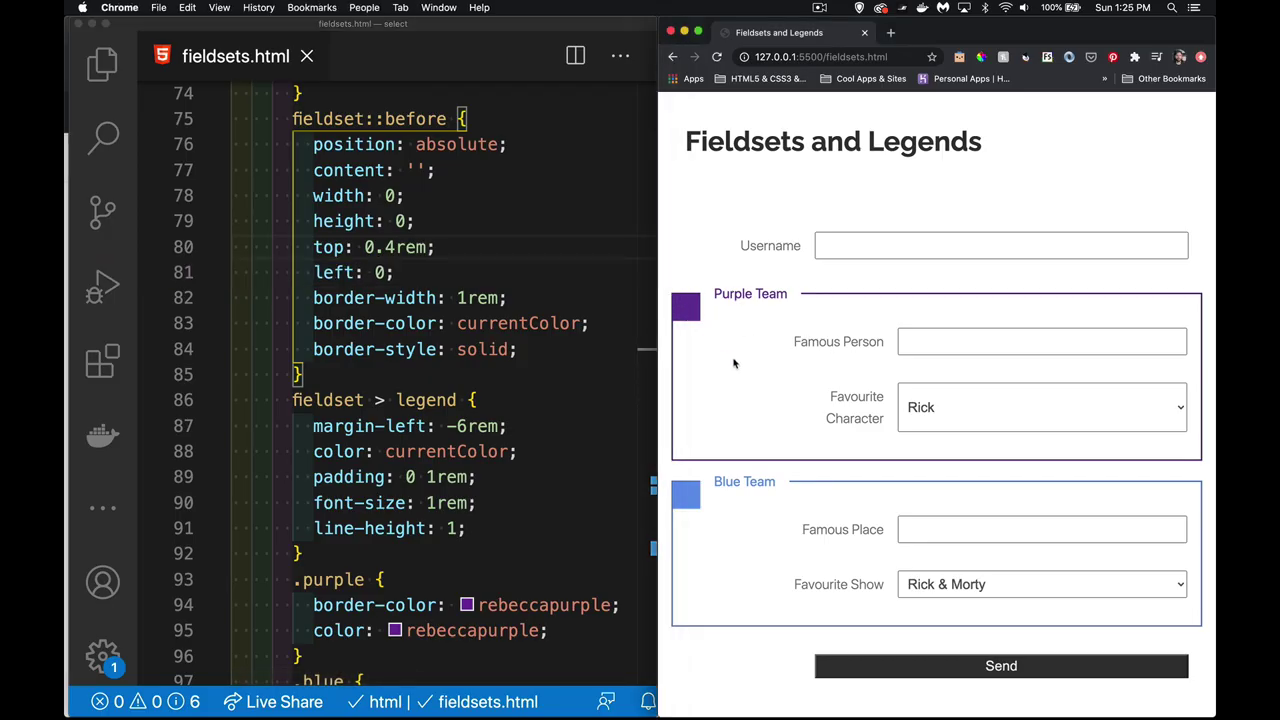 Chrome File Edit View History Bookmarks People Tab Window Help 100% Sun 1:25 PM
fieldsets.html — select
fieldsets.html
74 }
75 fieldset::before {
76 position: absolute;
77 content: '';
78 width: 0;
79 height: 0;
80 top: 0.4rem;
81 left: 0;
82 border-width: 1rem;
83 border-color: currentColor;
84 border-style: solid;
85 }
86 fieldset > legend {
87 margin-left: -6rem;
88 color: currentColor;
89 padding: 0 1rem;
90 font-size: 1rem;
91 line-height: 1;
92 }
93 .purple {
94 border-color: rebeccapurple;
95 color: rebeccapurple;
96 }
97 .blue {
1
0 0 6 Live Share html fieldsets.html
Fieldsets and Legends
127.0.0.1:5500/fieldsets.html
Apps HTML5 & CSS3 &... Cool Apps & Sites Personal Apps | H... » Other Bookmarks
Fieldsets and Legends
Username
Purple Team
Famous Person
Favourite
Character
Rick
Blue Team
Famous Place
Favourite Show
Rick & Morty
Send